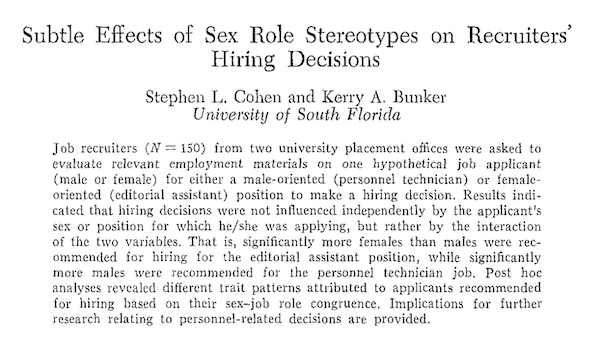 Subtle Effects of Sex Role Stereotypes on Recruiters'
Hiring Decisions
Stephen L. Cohen and Kerry A. Bunker
University of South Florida
Job recruiters (N = 150) from two university placement offices were asked to
evaluate relevant employment materials on one hypothetical job applicant
(male or female) for either a male-oriented (personnel technician) or female-
oriented (editorial assistant) position to make a hiring decision. Results indi-
cated that hiring decisions were not influenced independently by the applicant's
sex or position for which he/she was applying, but rather by the interaction
of the two variables. That is, significantly more females than males were rec-
ommended for hiring for the editorial assistant position, while significantly
more males were recommended for the personnel technician job. Post hoc
analyses revealed different trait patterns attributed to applicants recommended
for hiring based on their sex-job role congruence. Implications for further
research relating to personnel-related decisions are provided.